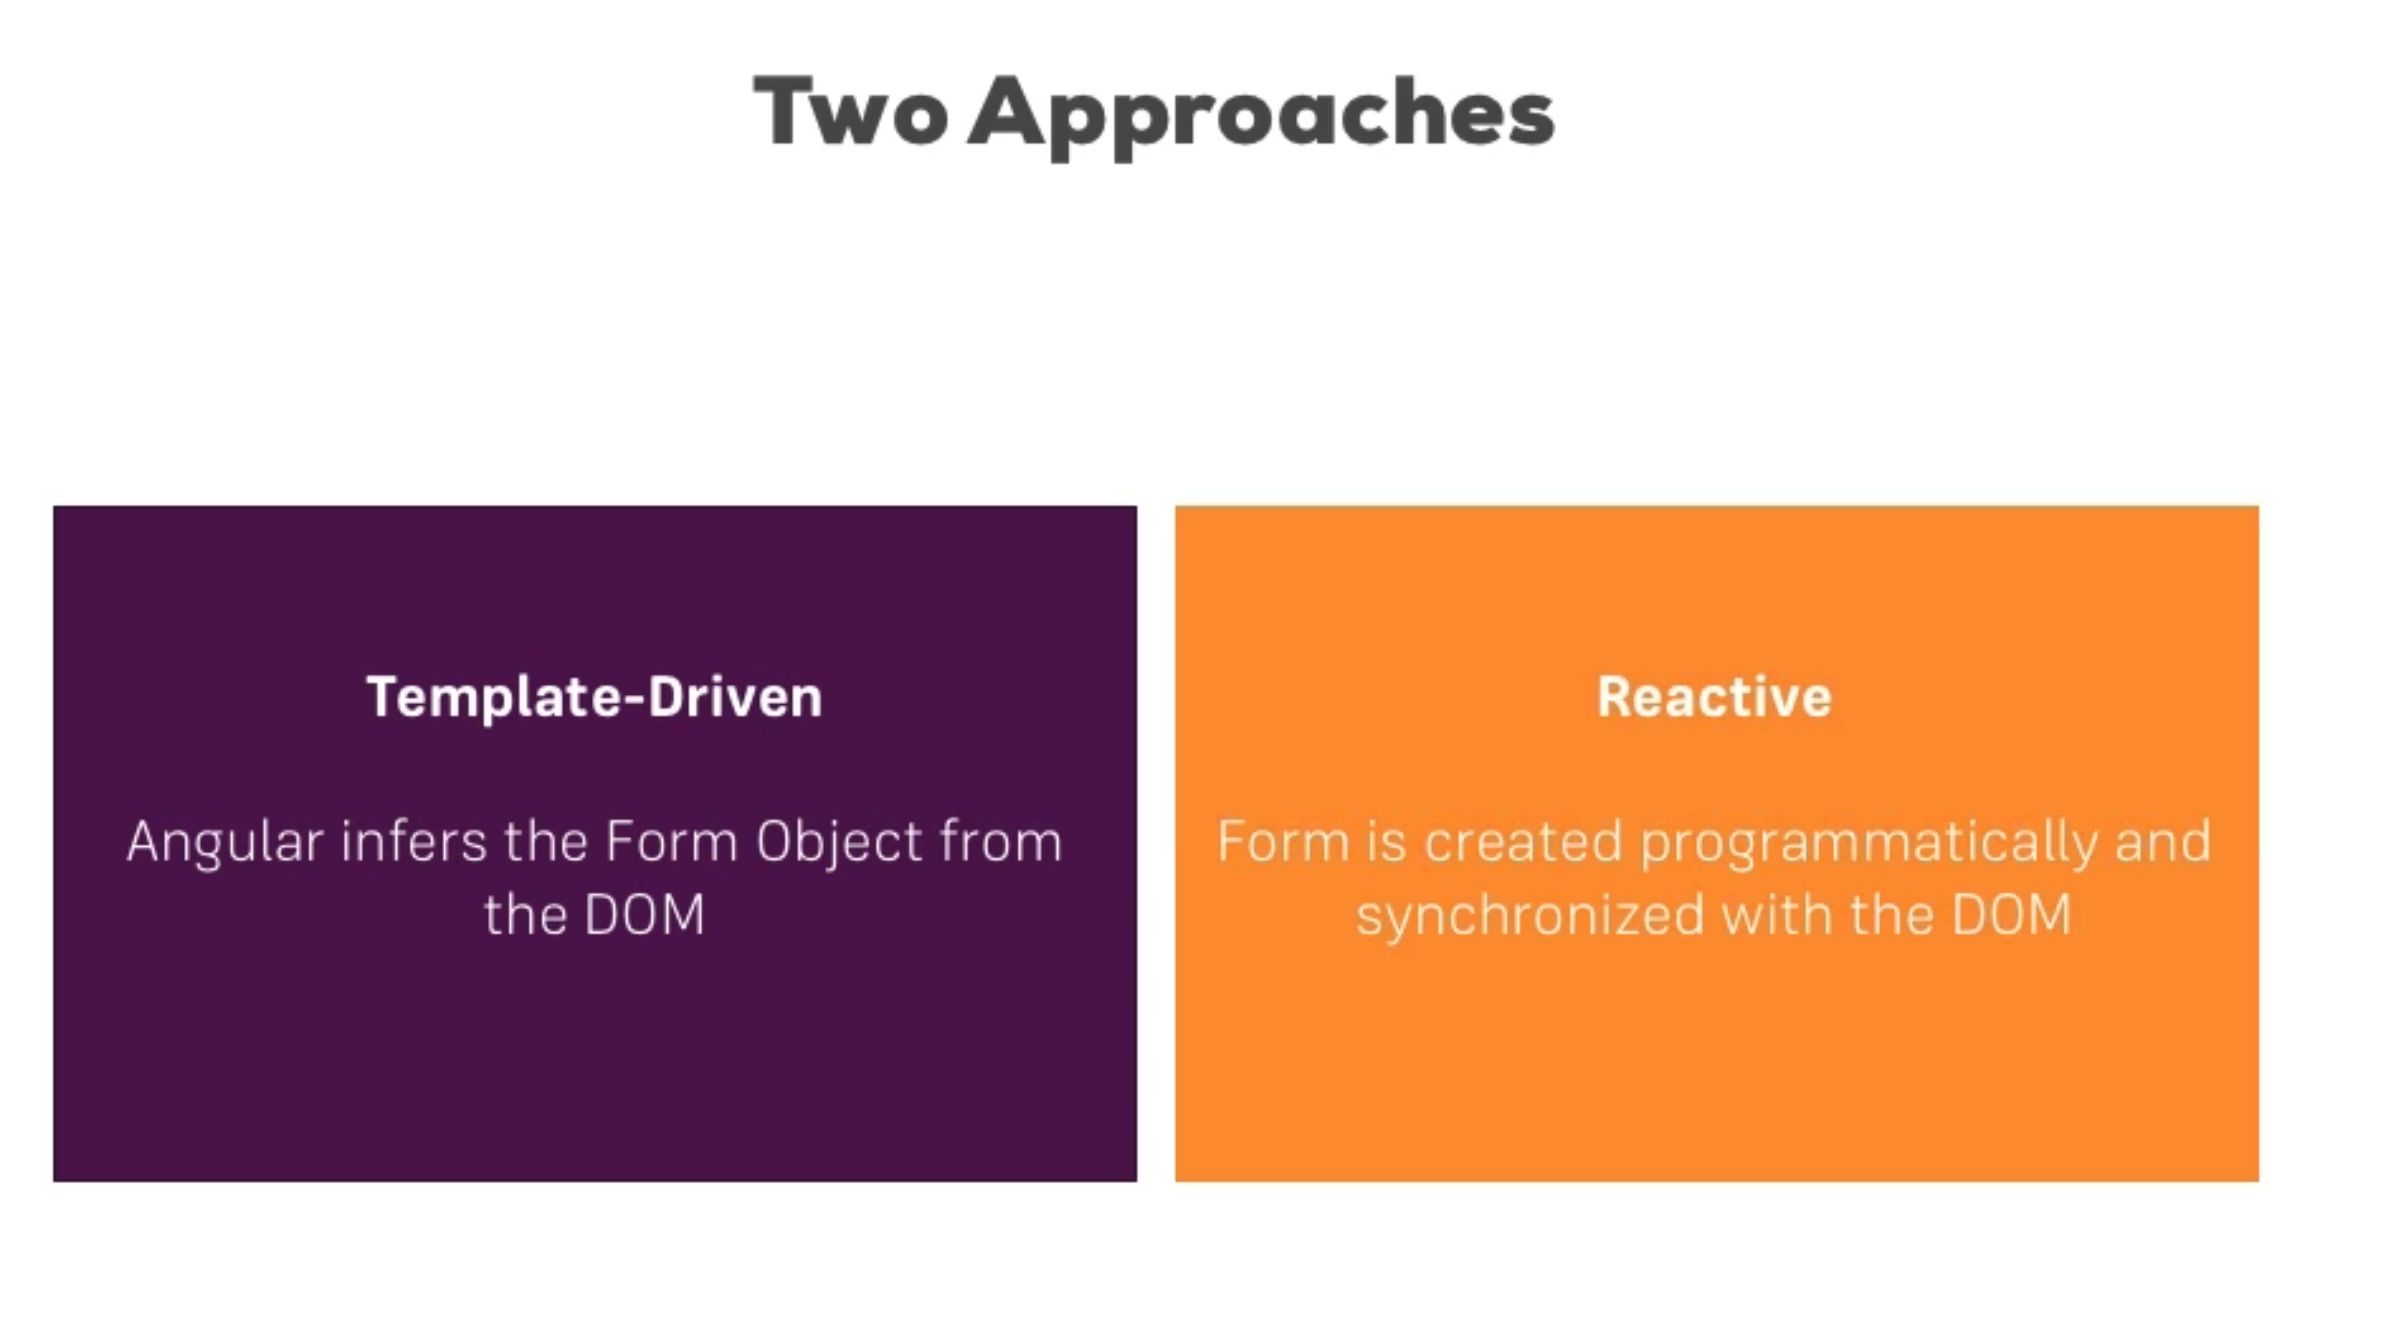 Two Approaches
Template-Driven
Angular infers the Form Object from
the DOM
Reactive
Form is created programmatically and
synchronized with the DOM